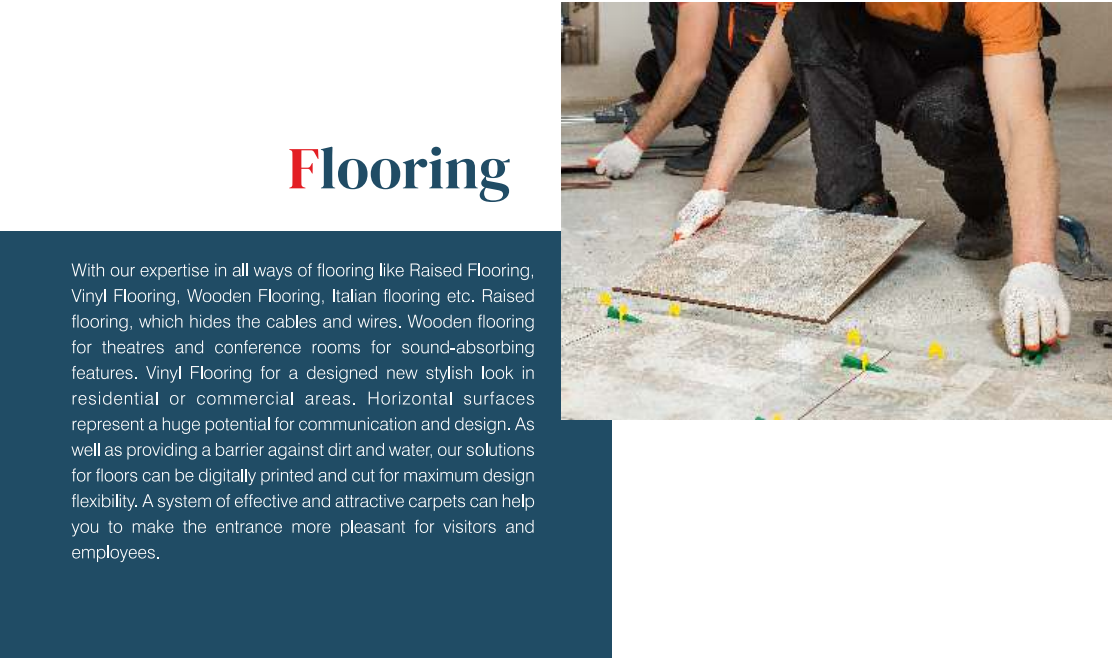 Flooring
With our expertise in all ways of flooring like Raised Flooring,
Vinyl Flooring, Wooden Flooring, Italian flooring etc. Raised
flooring, which hides the cables and wires. Wooden flooring
for theatres and conference rooms for sound-absorbing
features. Vinyl Flooring for a designed new stylish look in
residential or commercial areas. Horizontal surfaces
represent a huge potential for communication and design. As
well as providing a barrier against dirt and water, our solutions
for floors can be digitally printed and cut for maximum design
flexibility. A system of effective and attractive carpets can help
you to make the entrance more pleasant for visitors and
employees.